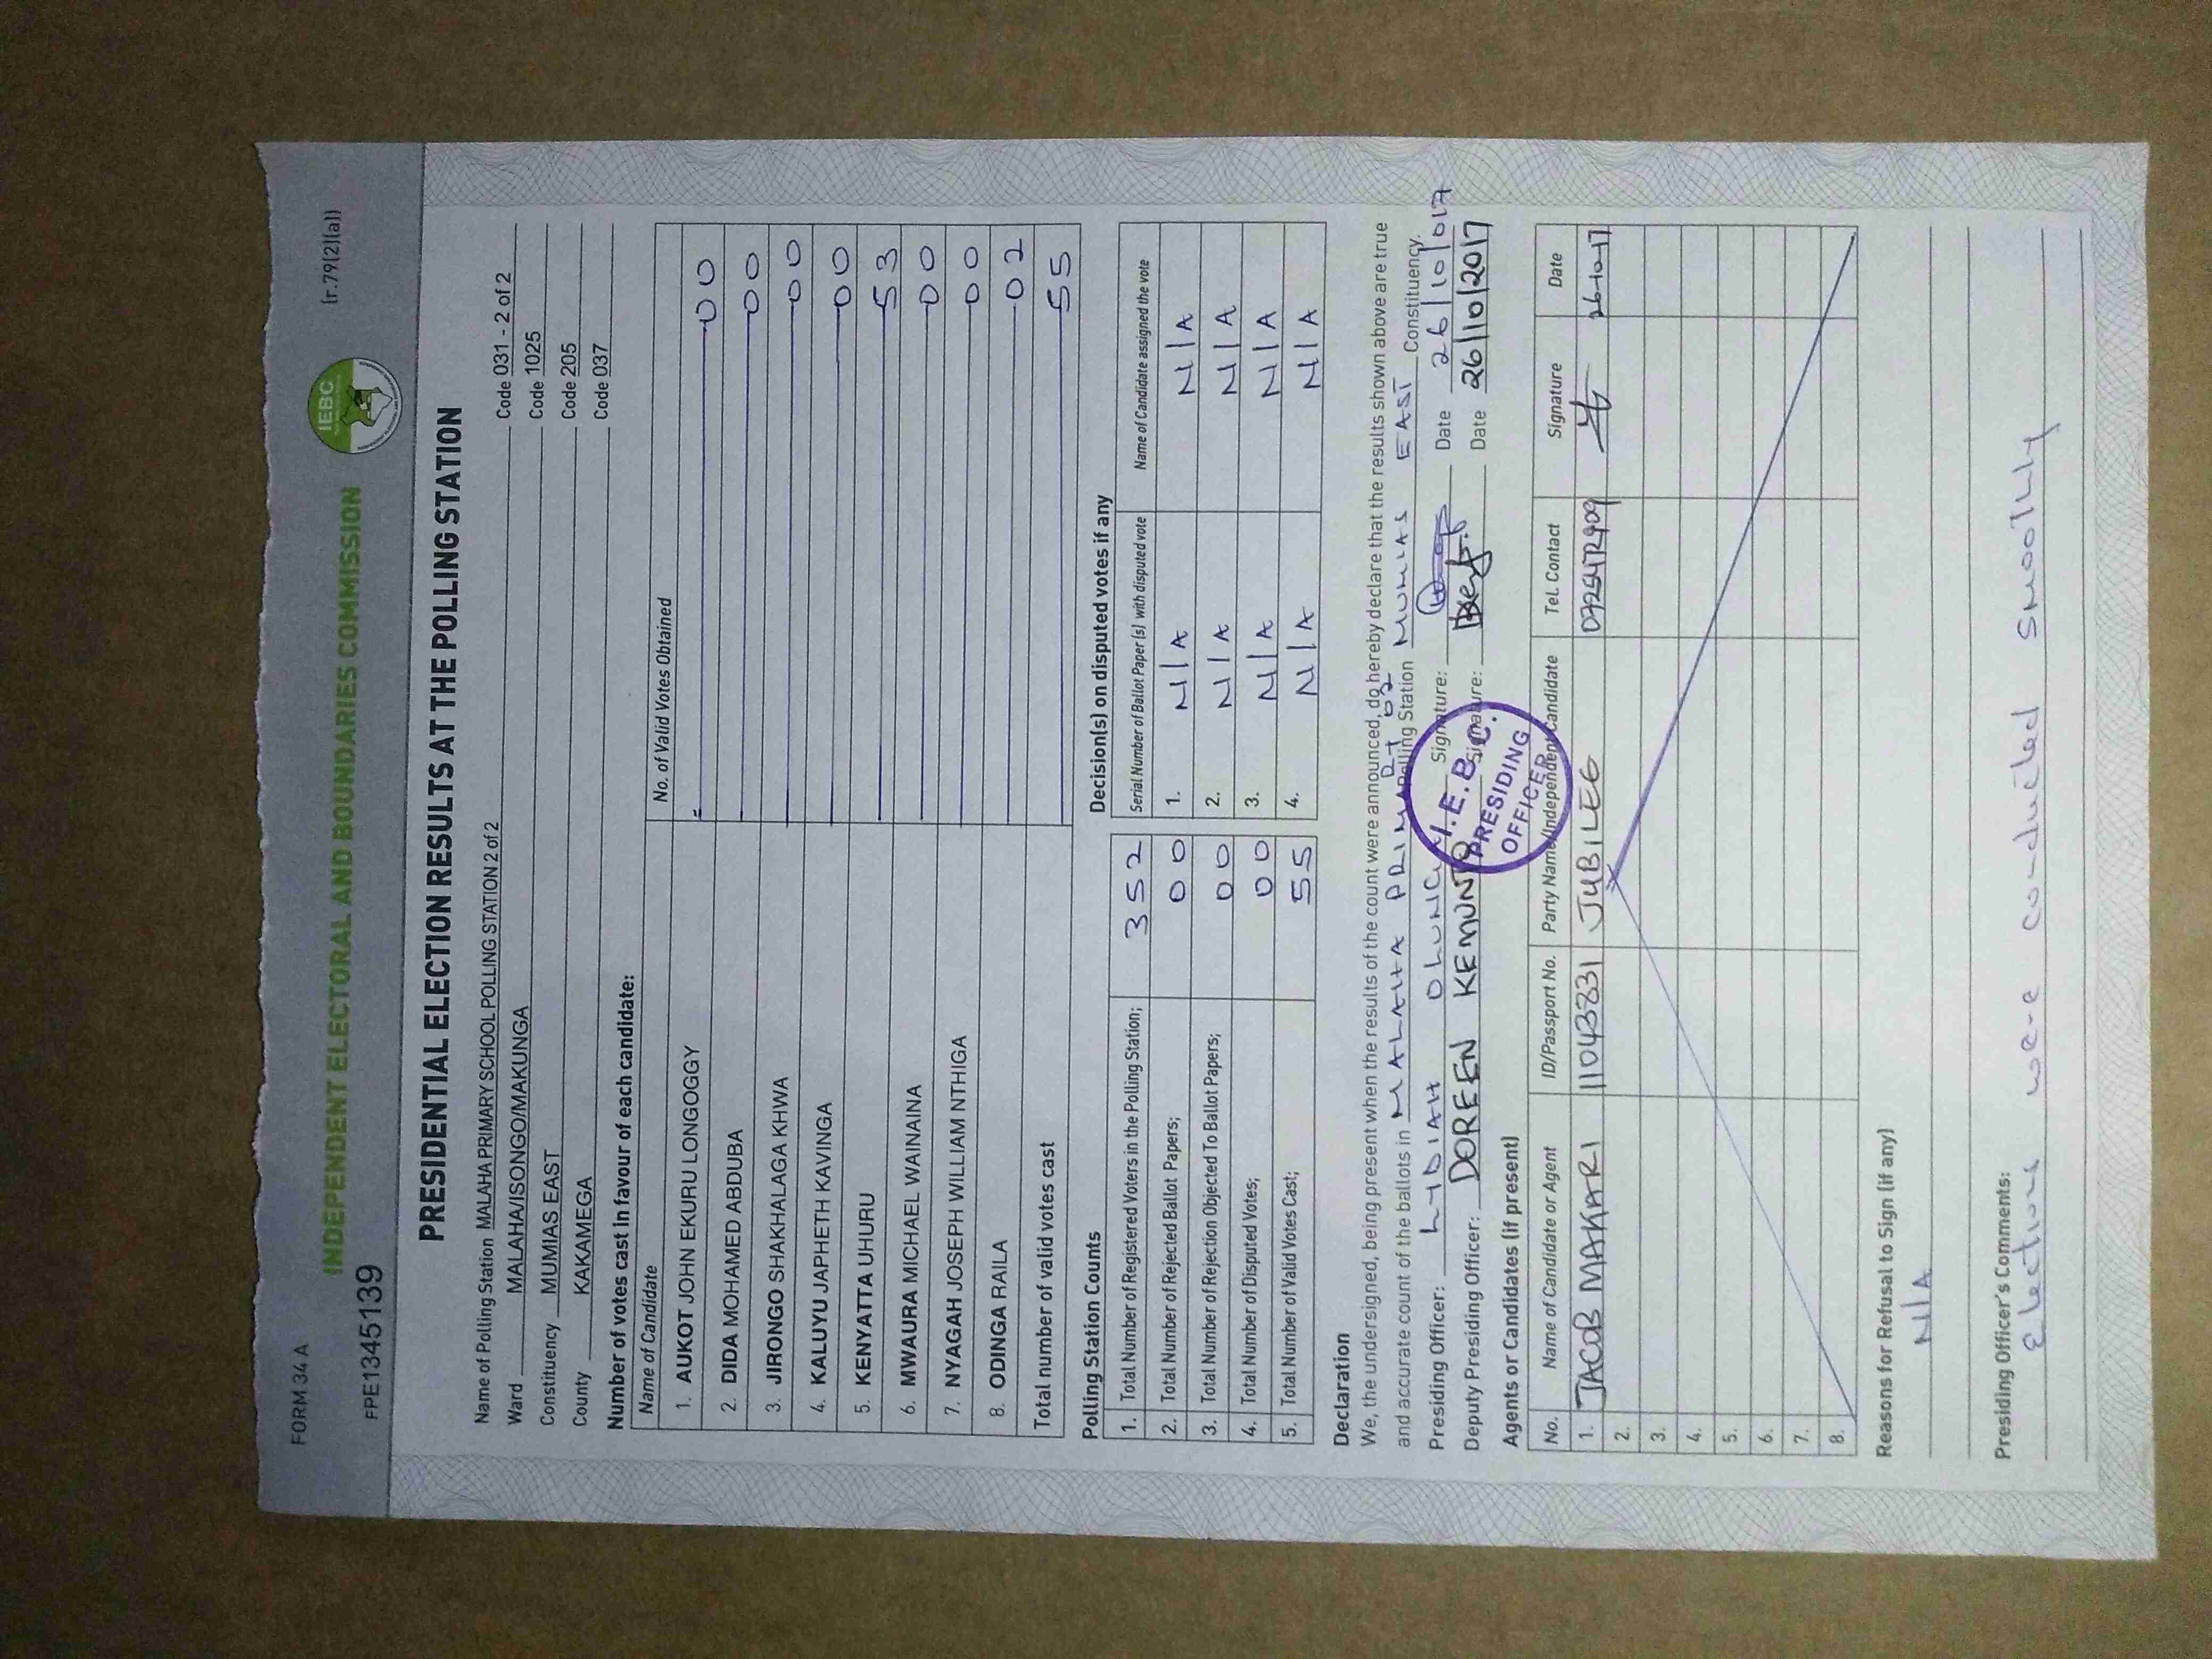 FORM 34 A
(r.79(2)(a))
INDEPENDENT ELECTORAL AND BOUNDARIES COMMISSION
IEBC
FPE1345139
PRESIDENTIAL ELECTION RESULTS AT THE POLLING STATION
Name of Polling Station MALAHA PRIMARY SCHOOL POLLING STATION 2 of 2 Code 031 - 2 of 2
Ward MALAHA/ISONGO/MAKUNGA Code 1025
Constituency MUMIAS EAST Code 205
County KAKAMEGA Code 037
Number of votes cast in favour of each candidate:
Name of Candidate No. of Valid Votes Obtained
1. AUKOT JOHN EKURU LONGOGGY 00
2. DIDA MOHAMED ABDUBA 00
3. JIRONGO SHAKHALAGA KHWA 00
4. KALUYU JAPHETH KAVINGA 00
5. KENYATTA UHURU 53
6. MWAURA MICHAEL WAINAINA 00
7. NYAGAH JOSEPH WILLIAM NTHIGA 00
8. ODINGA RAILA 02
Total number of valid votes cast 55
Polling Station Counts
1. Total Number of Registered Voters in the Polling Station; 352
2. Total Number of Rejected Ballot Papers; 00
3. Total Number of Rejection Objected To Ballot Papers; 00
4. Total Number of Disputed Votes; 00
5. Total Number of Valid Votes Cast; 55
Decision(s) on disputed votes if any
Serial Number of Ballot Paper (s) with disputed vote Name of Candidate assigned the vote
1. N/A N/A
2. N/A N/A
3. N/A N/A
4. N/A N/A
Declaration
We, the undersigned, being present when the results of the count were announced, do hereby declare that the results shown above are true
and accurate count of the ballots in MALAHA PRIMARY Polling Station MUMIAS EAST Constituency.
Presiding Officer: LYDIAH Signature: Date 26/10/017
Deputy Presiding Officer: DOREEN KEMUNTO Signature: Date 26/10/2017
I.E.B.C.
PRESIDING
OFFICER
Agents or Candidates (if present)
No. Name of Candidate or Agent ID/Passport No. Party Name/Independent Candidate Tel. Contact Signature Date
1. JACOB MAKARI JUBILEE
2.
3.
4.
5.
6.
7.
8.
Reasons for Refusal to Sign (if any)
N/A
Presiding Officer's Comments:
Elections were conducted smoothly